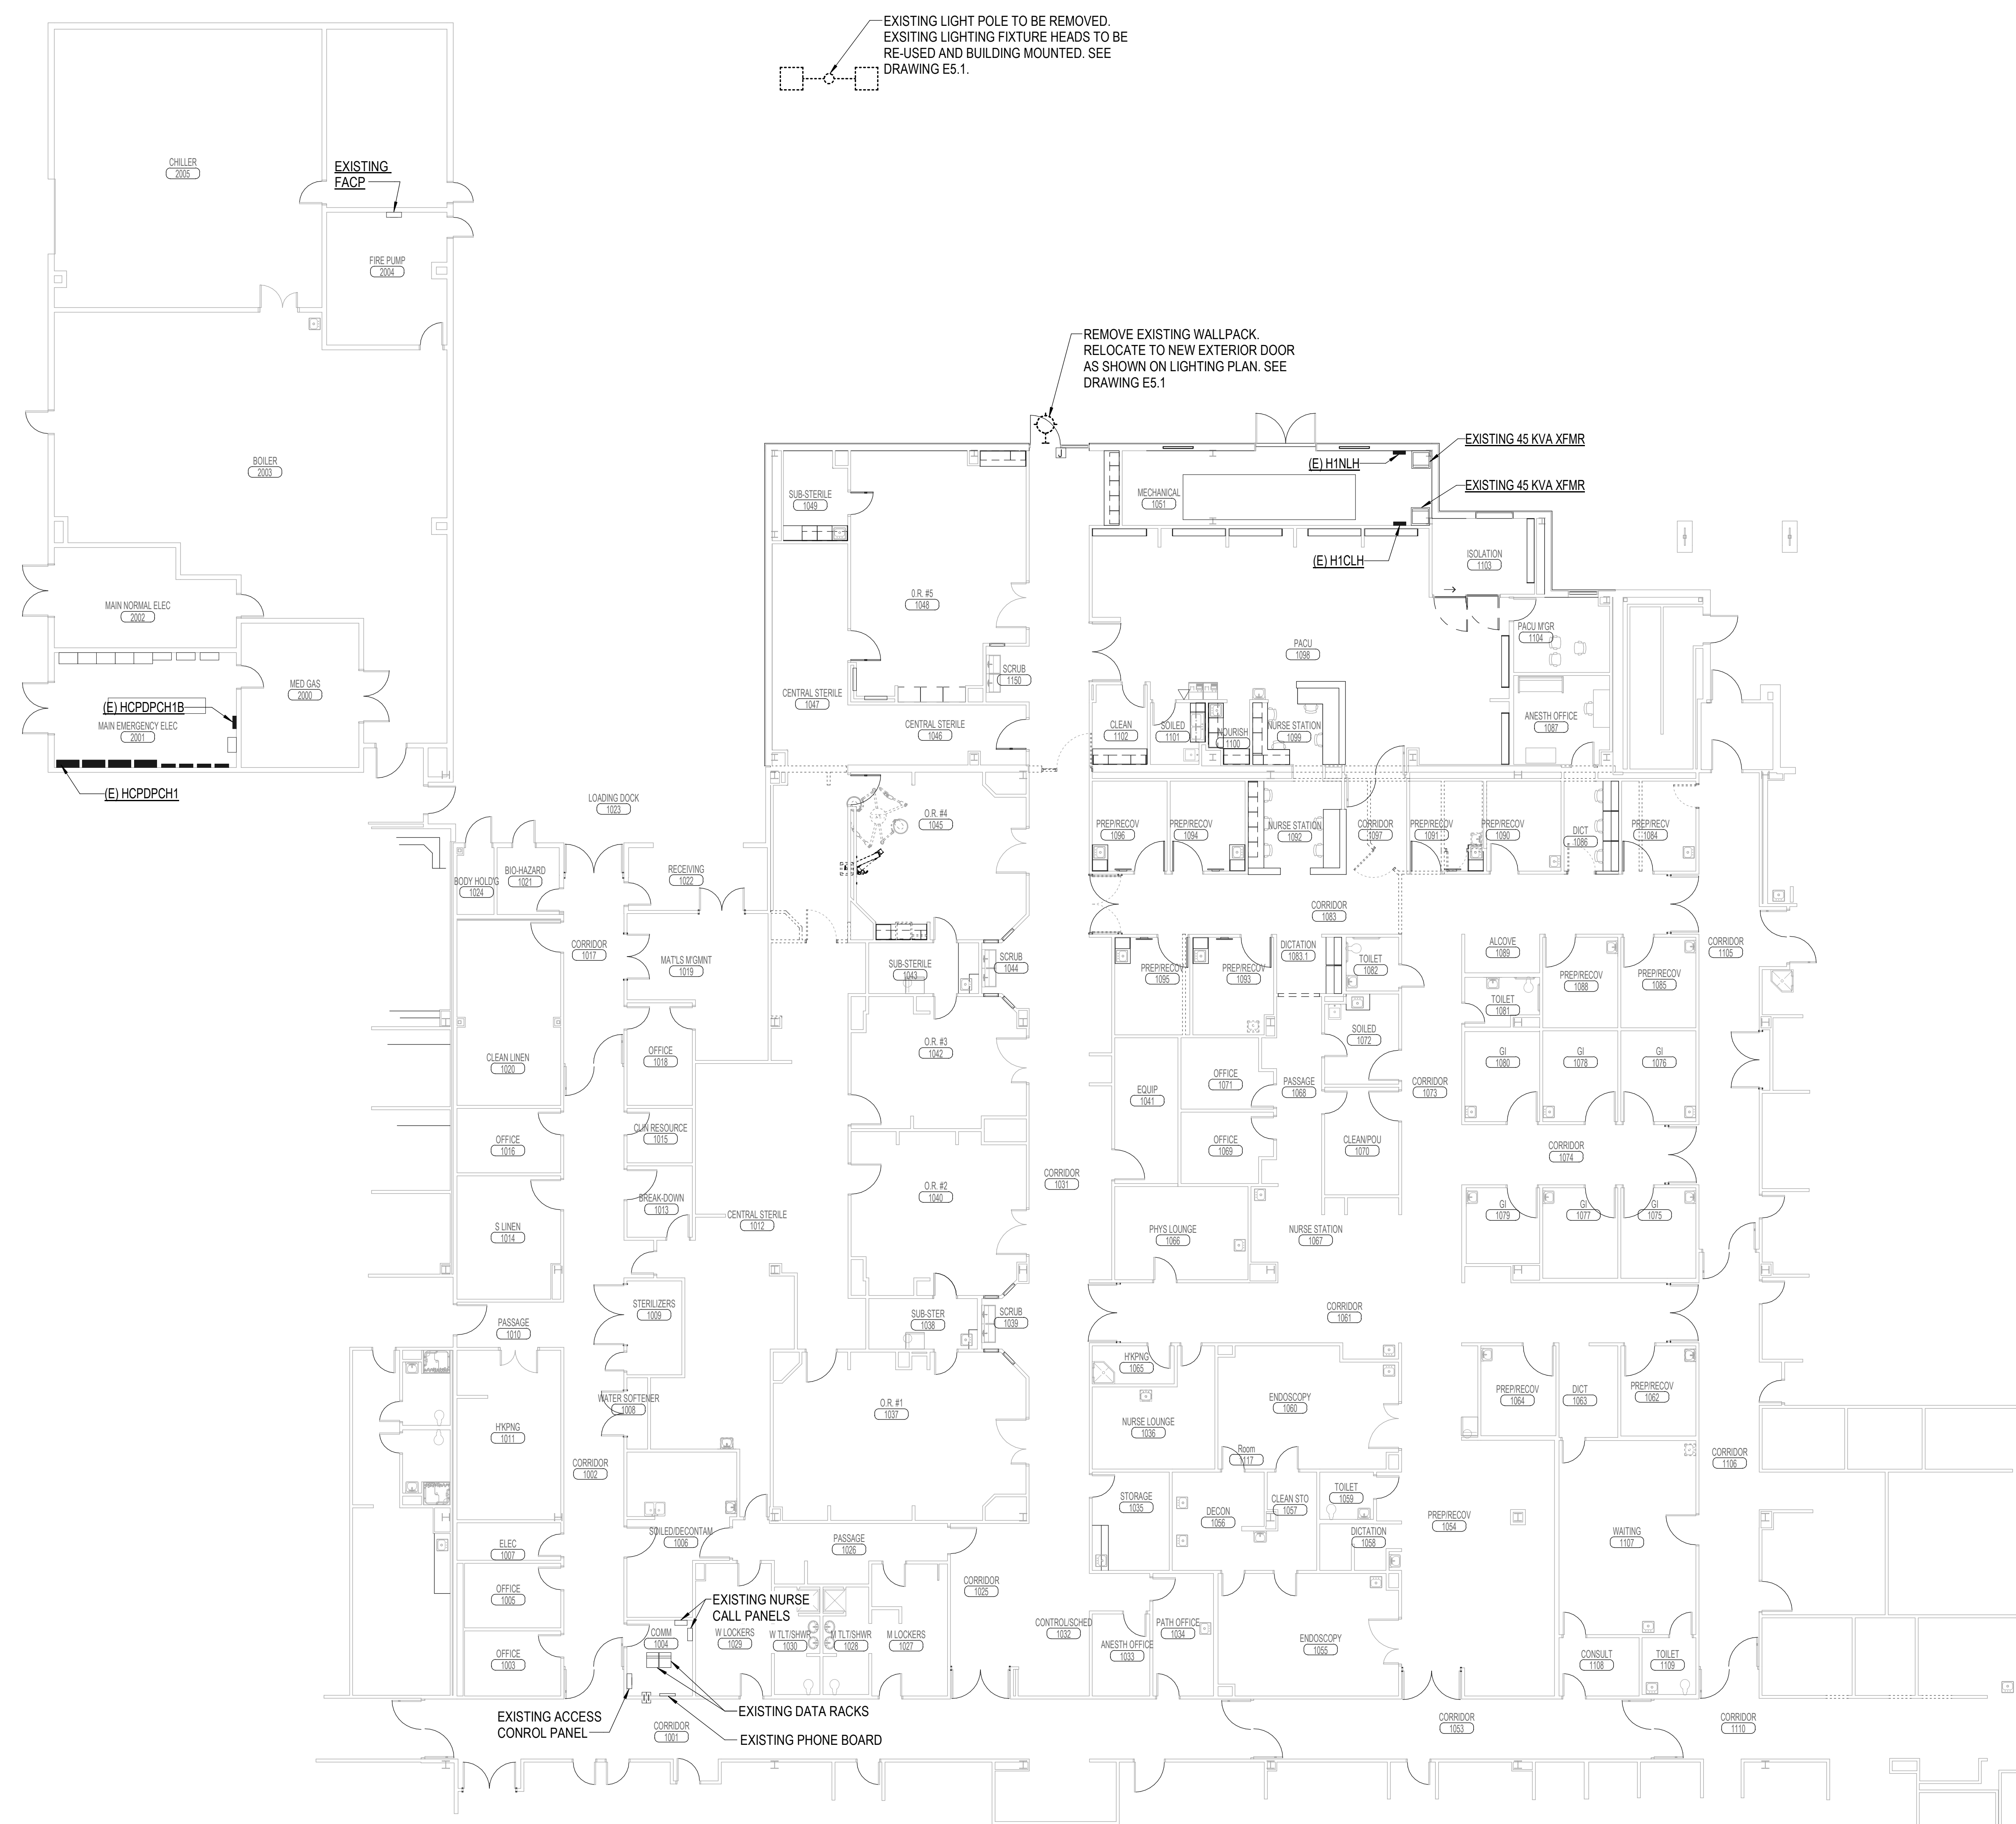 EXISTING LIGHT POLE TO BE REMOVED.
EXSITING LIGHTING FIXTURE HEADS TO BE
RE-USED AND BUILDING MOUNTED. SEE
DRAWING E5.1.
CHILLER
2005
EXISTING
FACP
FIRE PUMP
2004
REMOVE EXISTING WALLPACK.
RELOCATE TO NEW EXTERIOR DOOR
AS SHOWN ON LIGHTING PLAN. SEE
DRAWING E5.1
BOILER
2003
J
EXISTING 45 KVA XFMR
(E) H1NLH
EXISTING 45 KVA XFMR
SUB-STERILE
1049
MECHANICAL
1051
(E) H1CLH
ISOLATION
1103
MAIN NORMAL ELEC
2002
0.R. #5
1048
PACU M'GR
1104
PACU
1098
MED GAS
2000
SCRUB
1150
CENTRAL STERILE
1047
(E) HCPDPCH1B
MAIN EMERGENCY ELEC
2001
CENTRAL STERILE
1046
CLEAN
1102
SOILED
1101
NOURISH
1100
NURSE STATION
1099
ANESTH OFFICE
1087
(E) HCPDPCH1
LOADING DOCK
1023
O.R. #4
1045
PREP/RECOV
1096
PREP/RECOV
1094
NURSE STATION
1092
CORRIDOR
1097
PREP/RECOV
1091
PREP/RECOV
1090
DICT
1086
PREP/RECV
1084
BODY HOLD'G
1024
BIO-HAZARD
1021
RECEIVING
1022
CORRIDOR
1083
CORRIDOR
1017
MAT'LS M'GMNT
1019
SUB-STERILE
1043
SCRUB
1044
PREP/RECOV
1095
PREP/RECOV
1093
DICTATION
1083.1
TOILET
1082
ALCOVE
1089
PREP/RECOV
1088
PREP/RECOV
1085
CORRIDOR
1105
TOILET
1081
CLEAN LINEN
1020
OFFICE
1018
O.R. #3
1042
SOILED
1072
GI
1080
GI
1078
GI
1076
EQUIP
1041
OFFICE
1071
PASSAGE
1068
CORRIDOR
1073
OFFICE
1016
CLIN RESOURCE
1015
OFFICE
1069
CLEAN/POU
1070
CORRIDOR
1074
CORRIDOR
1031
O.R. #2
1040
BREAK-DOWN
1013
CENTRAL STERILE
1012
S LINEN
1014
PHYS LOUNGE
1066
NURSE STATION
1067
GI
1079
GI
1077
GI
1075
STERILIZERS
1009
PASSAGE
1010
SUB-STER
1038
SCRUB
1039
CORRIDOR
1061
H'KPNG
1065
WATER SOFTENER
1008
O.R. #1
1037
ENDOSCOPY
1060
PREP/RECOV
1064
DICT
1063
PREP/RECOV
1062
H'KPNG
1011
NURSE LOUNGE
1036
Room
1117
CORRIDOR
1002
CORRIDOR
1106
STORAGE
1035
DECON
1056
CLEAN STO
1057
TOILET
1059
PREP/RECOV
1054
WAITING
1107
DICTATION
1058
ELEC
1007
SOILED/DECONTAM
1006
PASSAGE
1026
OFFICE
1005
CORRIDOR
1025
EXISTING NURSE
CALL PANELS
COMM
1004
W LOCKERS
1029
W TLT/SHWR
1030
M TLT/SHWR
1028
M LOCKERS
1027
CONTROL/SCHED
1032
ANESTH OFFICE
1033
PATH OFFICE
1034
ENDOSCOPY
1055
CONSULT
1108
TOILET
1109
OFFICE
1003
EXISTING DATA RACKS
EXISTING ACCESS
CONROL PANEL
CORRIDOR
1001
EXISTING PHONE BOARD
CORRIDOR
1053
CORRIDOR
1110